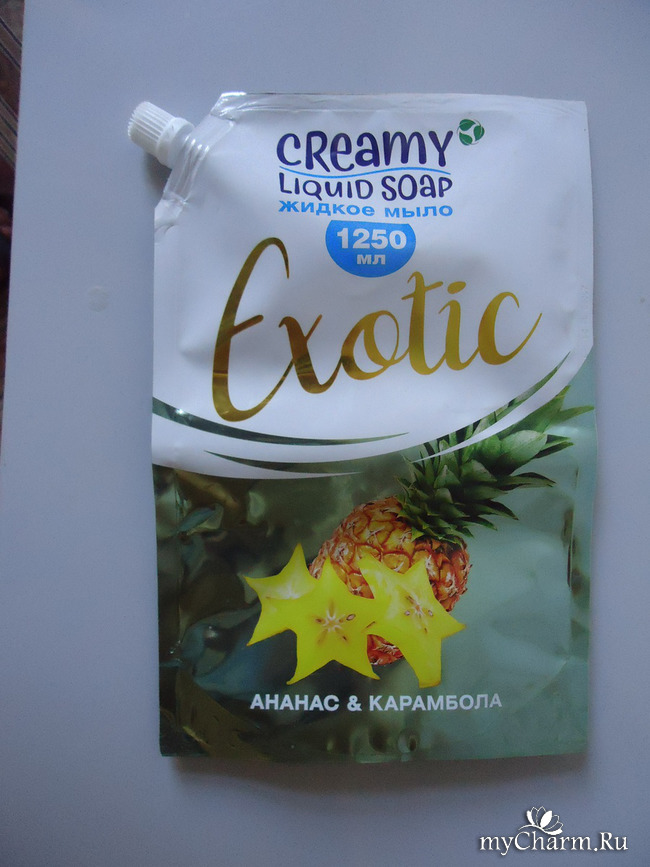 CREAMY
LIQUID SOAP
ЖИДКОЕ МЫЛО
1250
МЛ
Exotic
АНАНАС & КАРАМБОЛА
myCharm.Ru